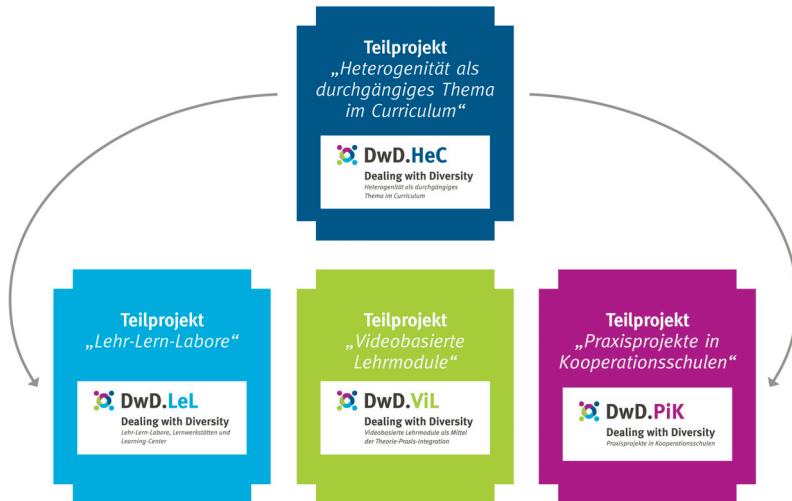 Teilprojekt
„Heterogenität als
durchgängiges Thema
im Curriculum“
DwD.HeC
Dealing with Diversity
Heterogenität als durchgängiges
Thema im Curriculum
Teilprojekt
„Lehr-Lern-Labore“
DwD.LeL
Dealing with Diversity
Lehr-Lern-Labore, Lernwerkstätten und
Learning-Center
Teilprojekt
„Videobasierte
Lehrmodule“
DwD.ViL
Dealing with Diversity
Videobasierte Lehrmodule als Mittel
der Theorie-Praxis-Integration
Teilprojekt
„Praxisprojekte in
Kooperationsschulen“
DwD.PiK
Dealing with Diversity
Praxisprojekte in Kooperationsschulen